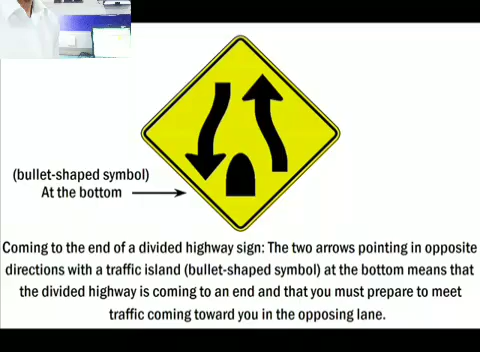 (bullet-shaped symbol)
At the bottom
Coming to the end of a divided highway sign: The two arrows pointing in opposite
directions with a traffic island (bullet-shaped symbol) at the bottom means that
the divided highway is coming to an end and that you must prepare to meet
traffic coming toward you in the opposing lane.